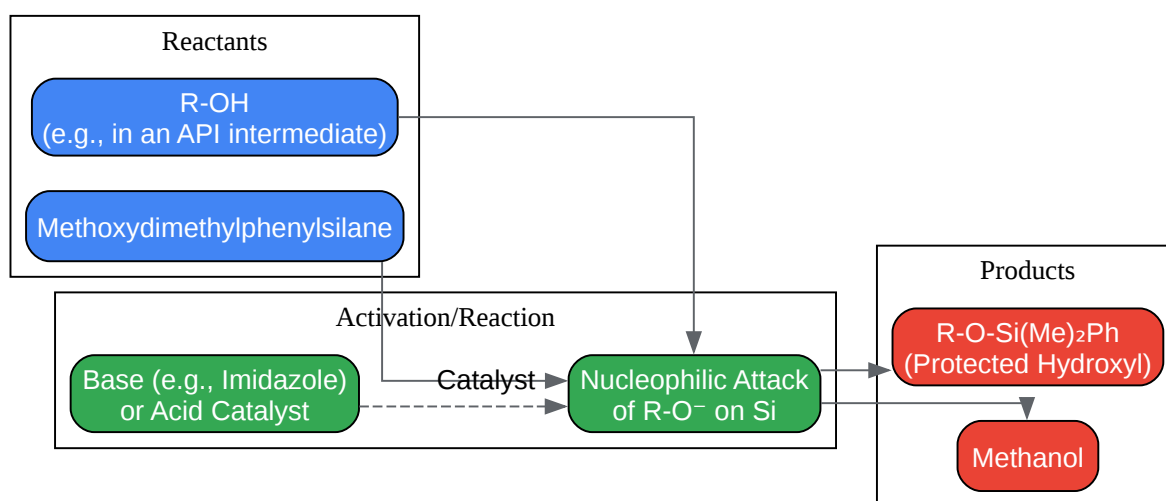 Reactants
R-OH
(e.g., in an API intermediate)
Methoxydimethylphenylsilane
Activation/Reaction
Base (e.g., Imidazole)
or Acid Catalyst
Catalyst
Nucleophilic Attack
of R-O⁻ on Si
Products
R-O-Si(Me)₂Ph
(Protected Hydroxyl)
Methanol